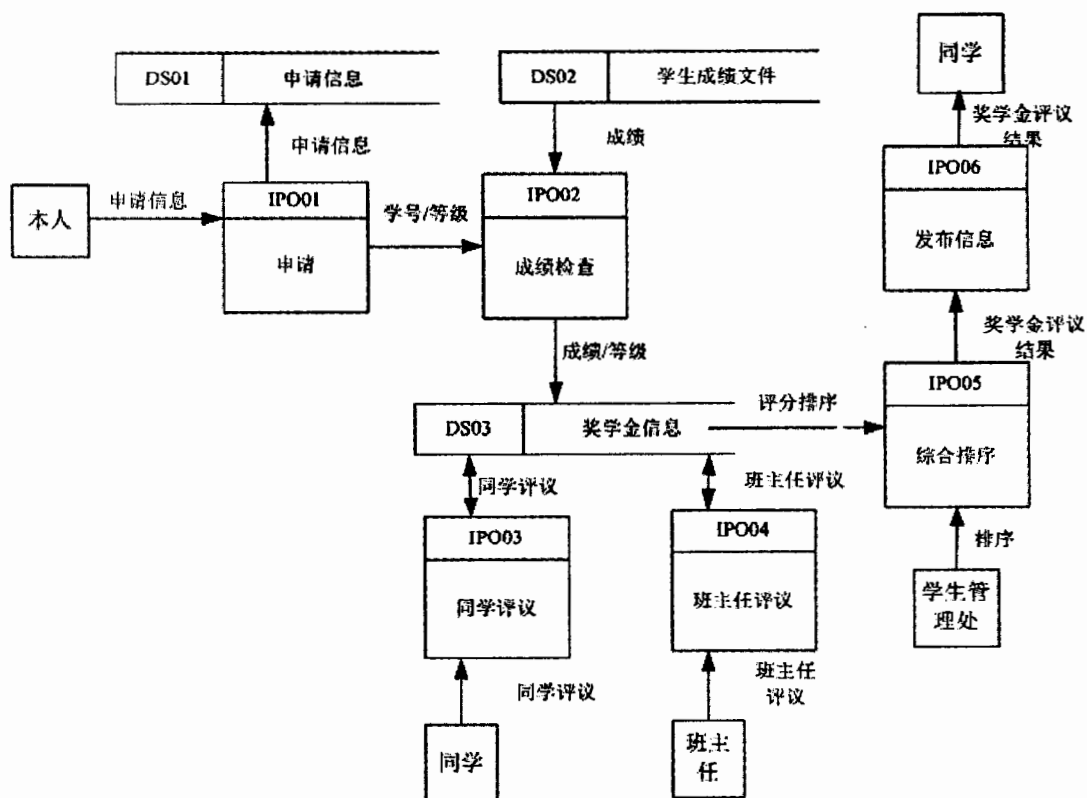 同学
DS01 申请信息
DS02 学生成绩文件
奖学金评议
结果
申请信息
成绩
IPO06
发布信息
本人
申请信息
IPO01
申请
学号/等级
IPO02
成绩检查
奖学金评议
结果
成绩/等级
IPO05
综合排序
DS03 奖学金信息
评分排序
同学评议
班主任评议
IPO03
同学评议
IPO04
班主任评议
排序
学生管
理处
同学评议
班主任
评议
同学
班主
任